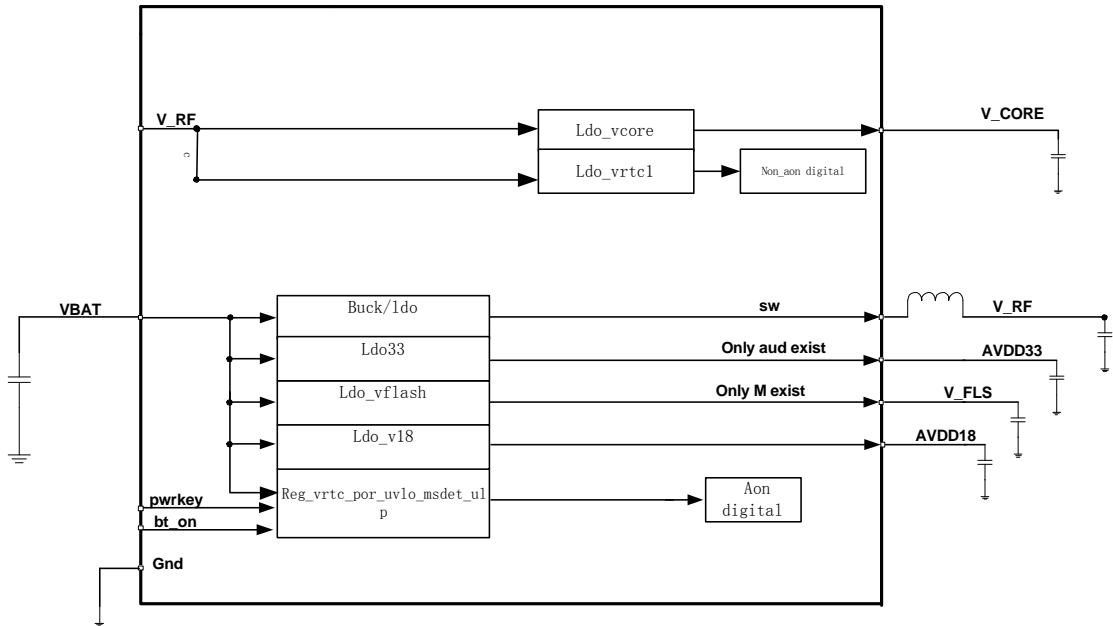 V_RF
c
Ldo_vcore
Ldo_vrtc1
Non_aon digital
V_CORE
VBAT
Buck/ldo
Ldo33
Ldo_vflash
Ldo_v18
Reg_vrtc_por_uvlo_msdet_ul
p
sw
Only aud exist
Only M exist
V_RF
AVDD33
V_FLS
AVDD18
Aon
digital
pwrkey
bt_on
Gnd